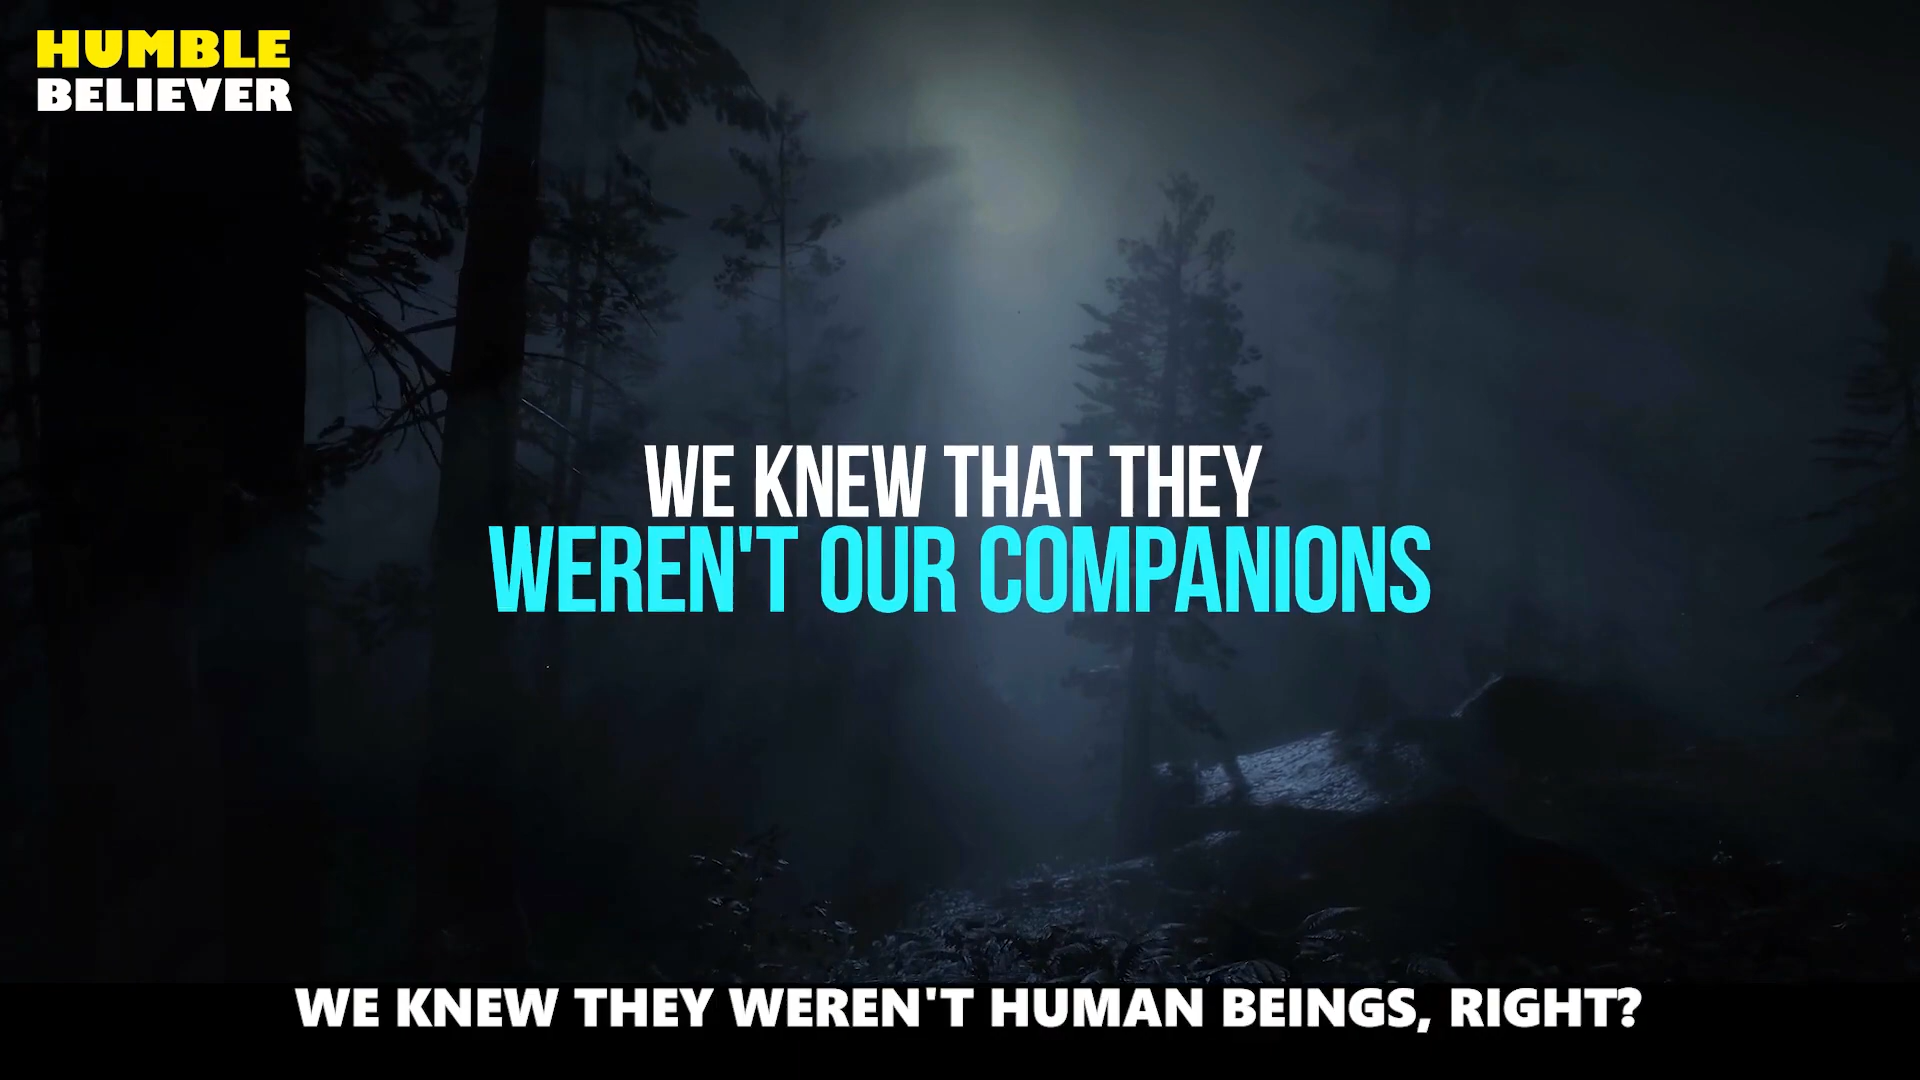 HUMBLE
BELIEVER
WE KNEW THAT THEY
WEREN'T OUR COMPANIONS
WE KNEW THEY WEREN'T HUMAN BEINGS, RIGHT?